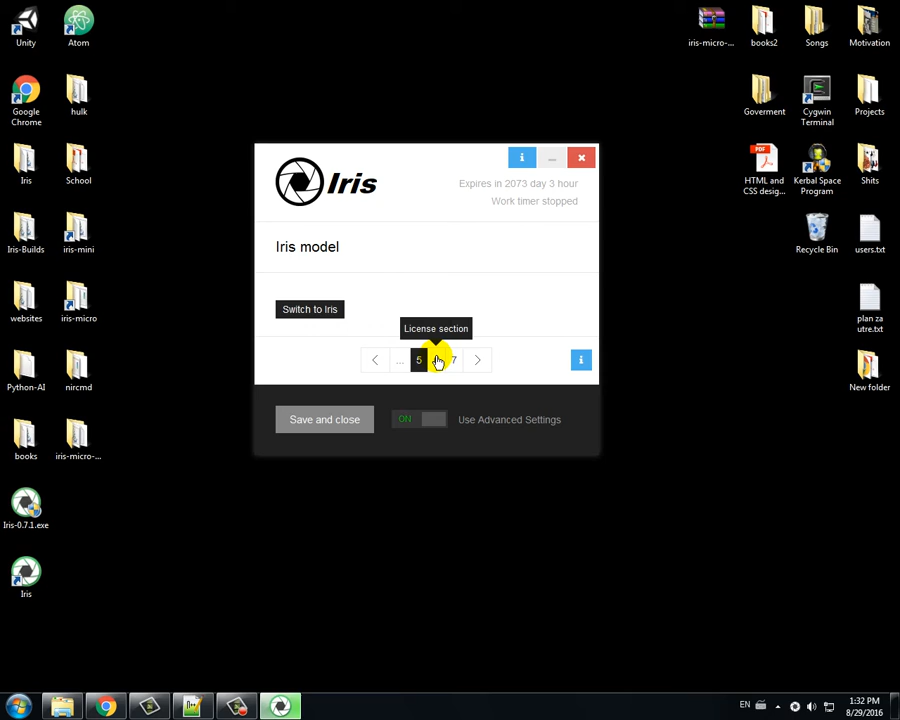 Unity
Atom
iris-micro-...
books2
Songs
Motivation
Google
Chrome
hulk
Goverment
Cygwin
Terminal
Projects
Iris
School
HTML and
CSS desig...
Kerbal Space
Program
Shits
Iris-Builds
iris-mini
Recycle Bin
users.txt
websites
iris-micro
plan za
utre.txt
Python-AI
nircmd
New folder
books
iris-micro-...
Iris-0.7.1.exe
Iris
Iris
Expires in 2073 day 3 hour
Work timer stopped
Iris model
Switch to Iris
License section
... 5 7
Save and close
ON
Use Advanced Settings
EN
1:32 PM
8/29/2016